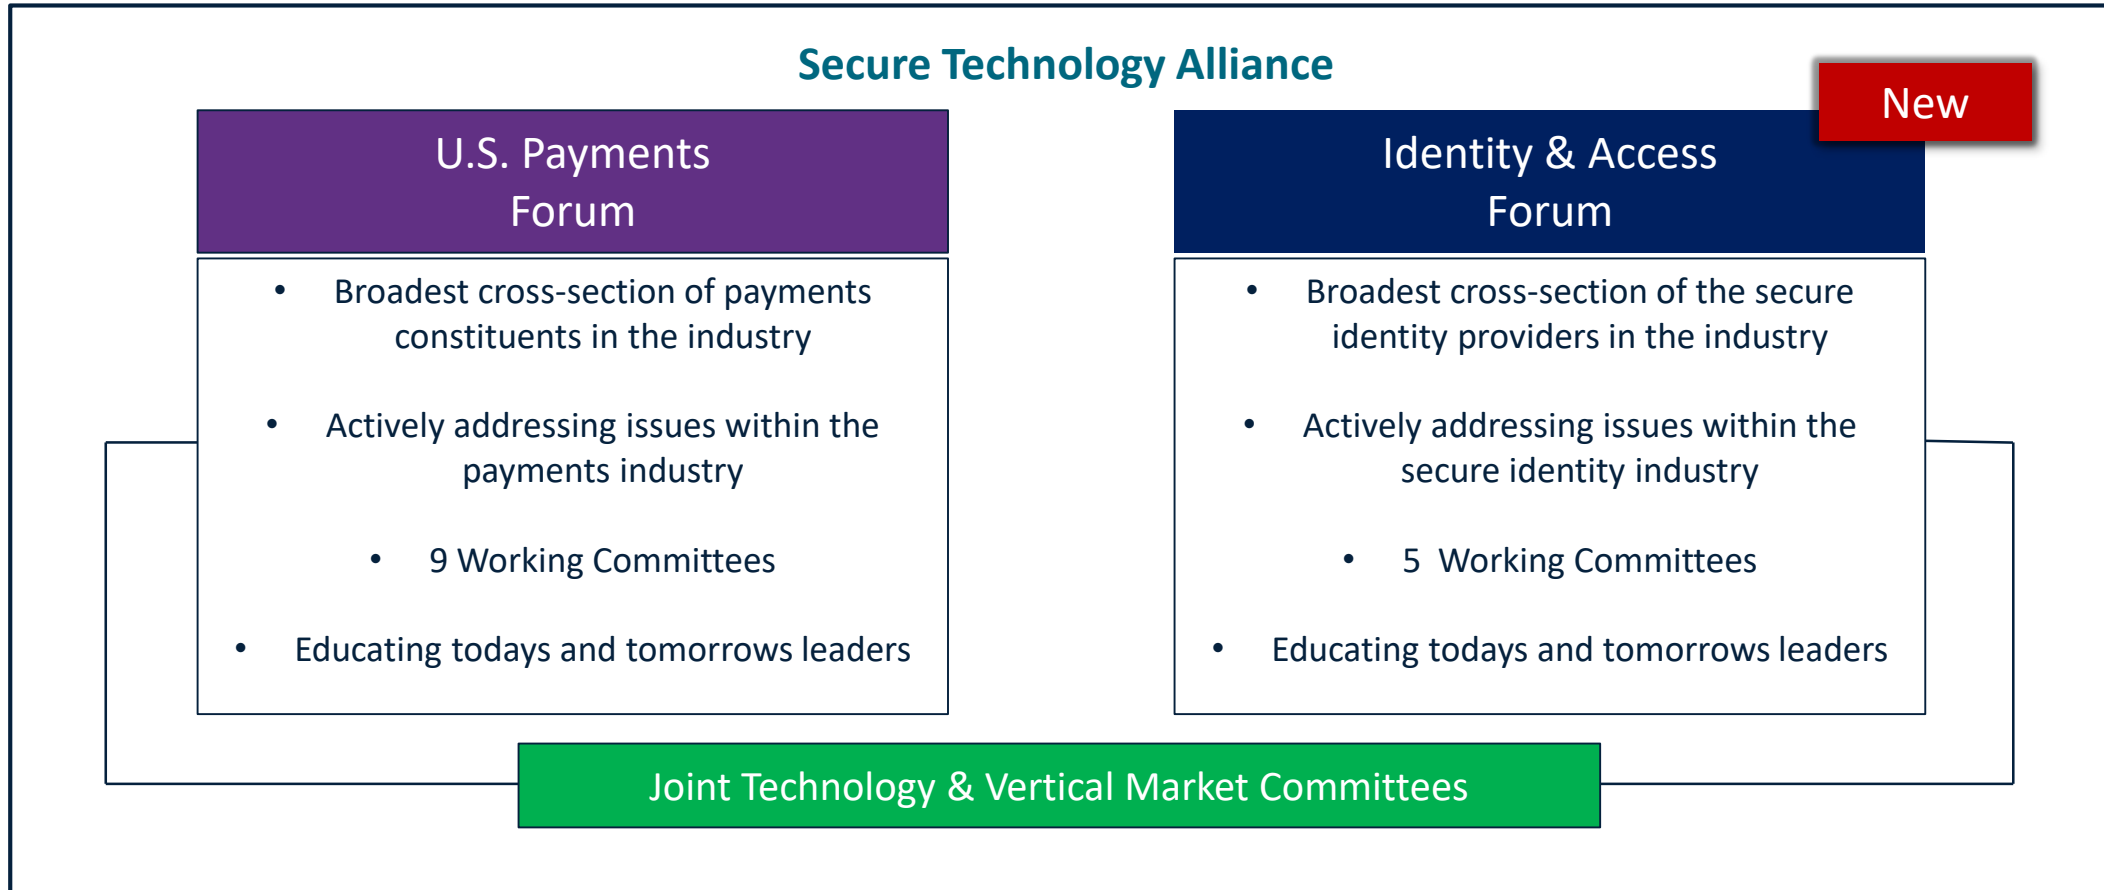 Secure Technology Alliance
New
U.S. Payments
Forum
• Broadest cross-section of payments
constituents in the industry
• Actively addressing issues within the
payments industry
• 9 Working Committees
• Educating todays and tomorrows leaders
Identity & Access
Forum
• Broadest cross-section of the secure
identity providers in the industry
• Actively addressing issues within the
secure identity industry
• 5  Working Committees
• Educating todays and tomorrows leaders
Joint Technology & Vertical Market Committees